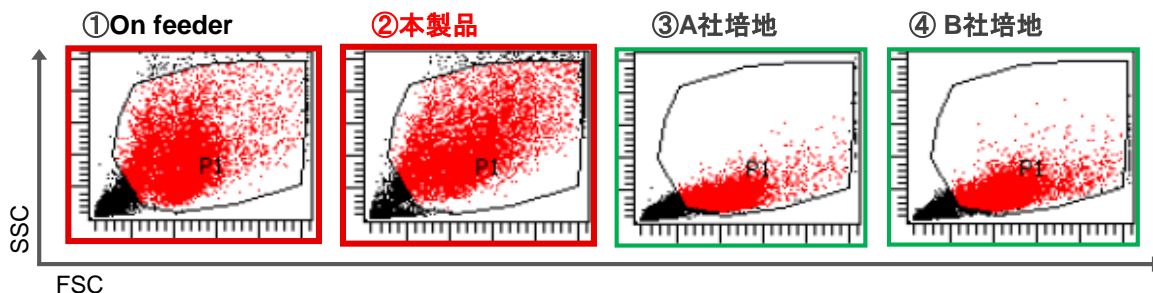 ①On feeder
②本製品
③A社培地
④ B社培地
P1
P1
P1
P1
SSC
FSC